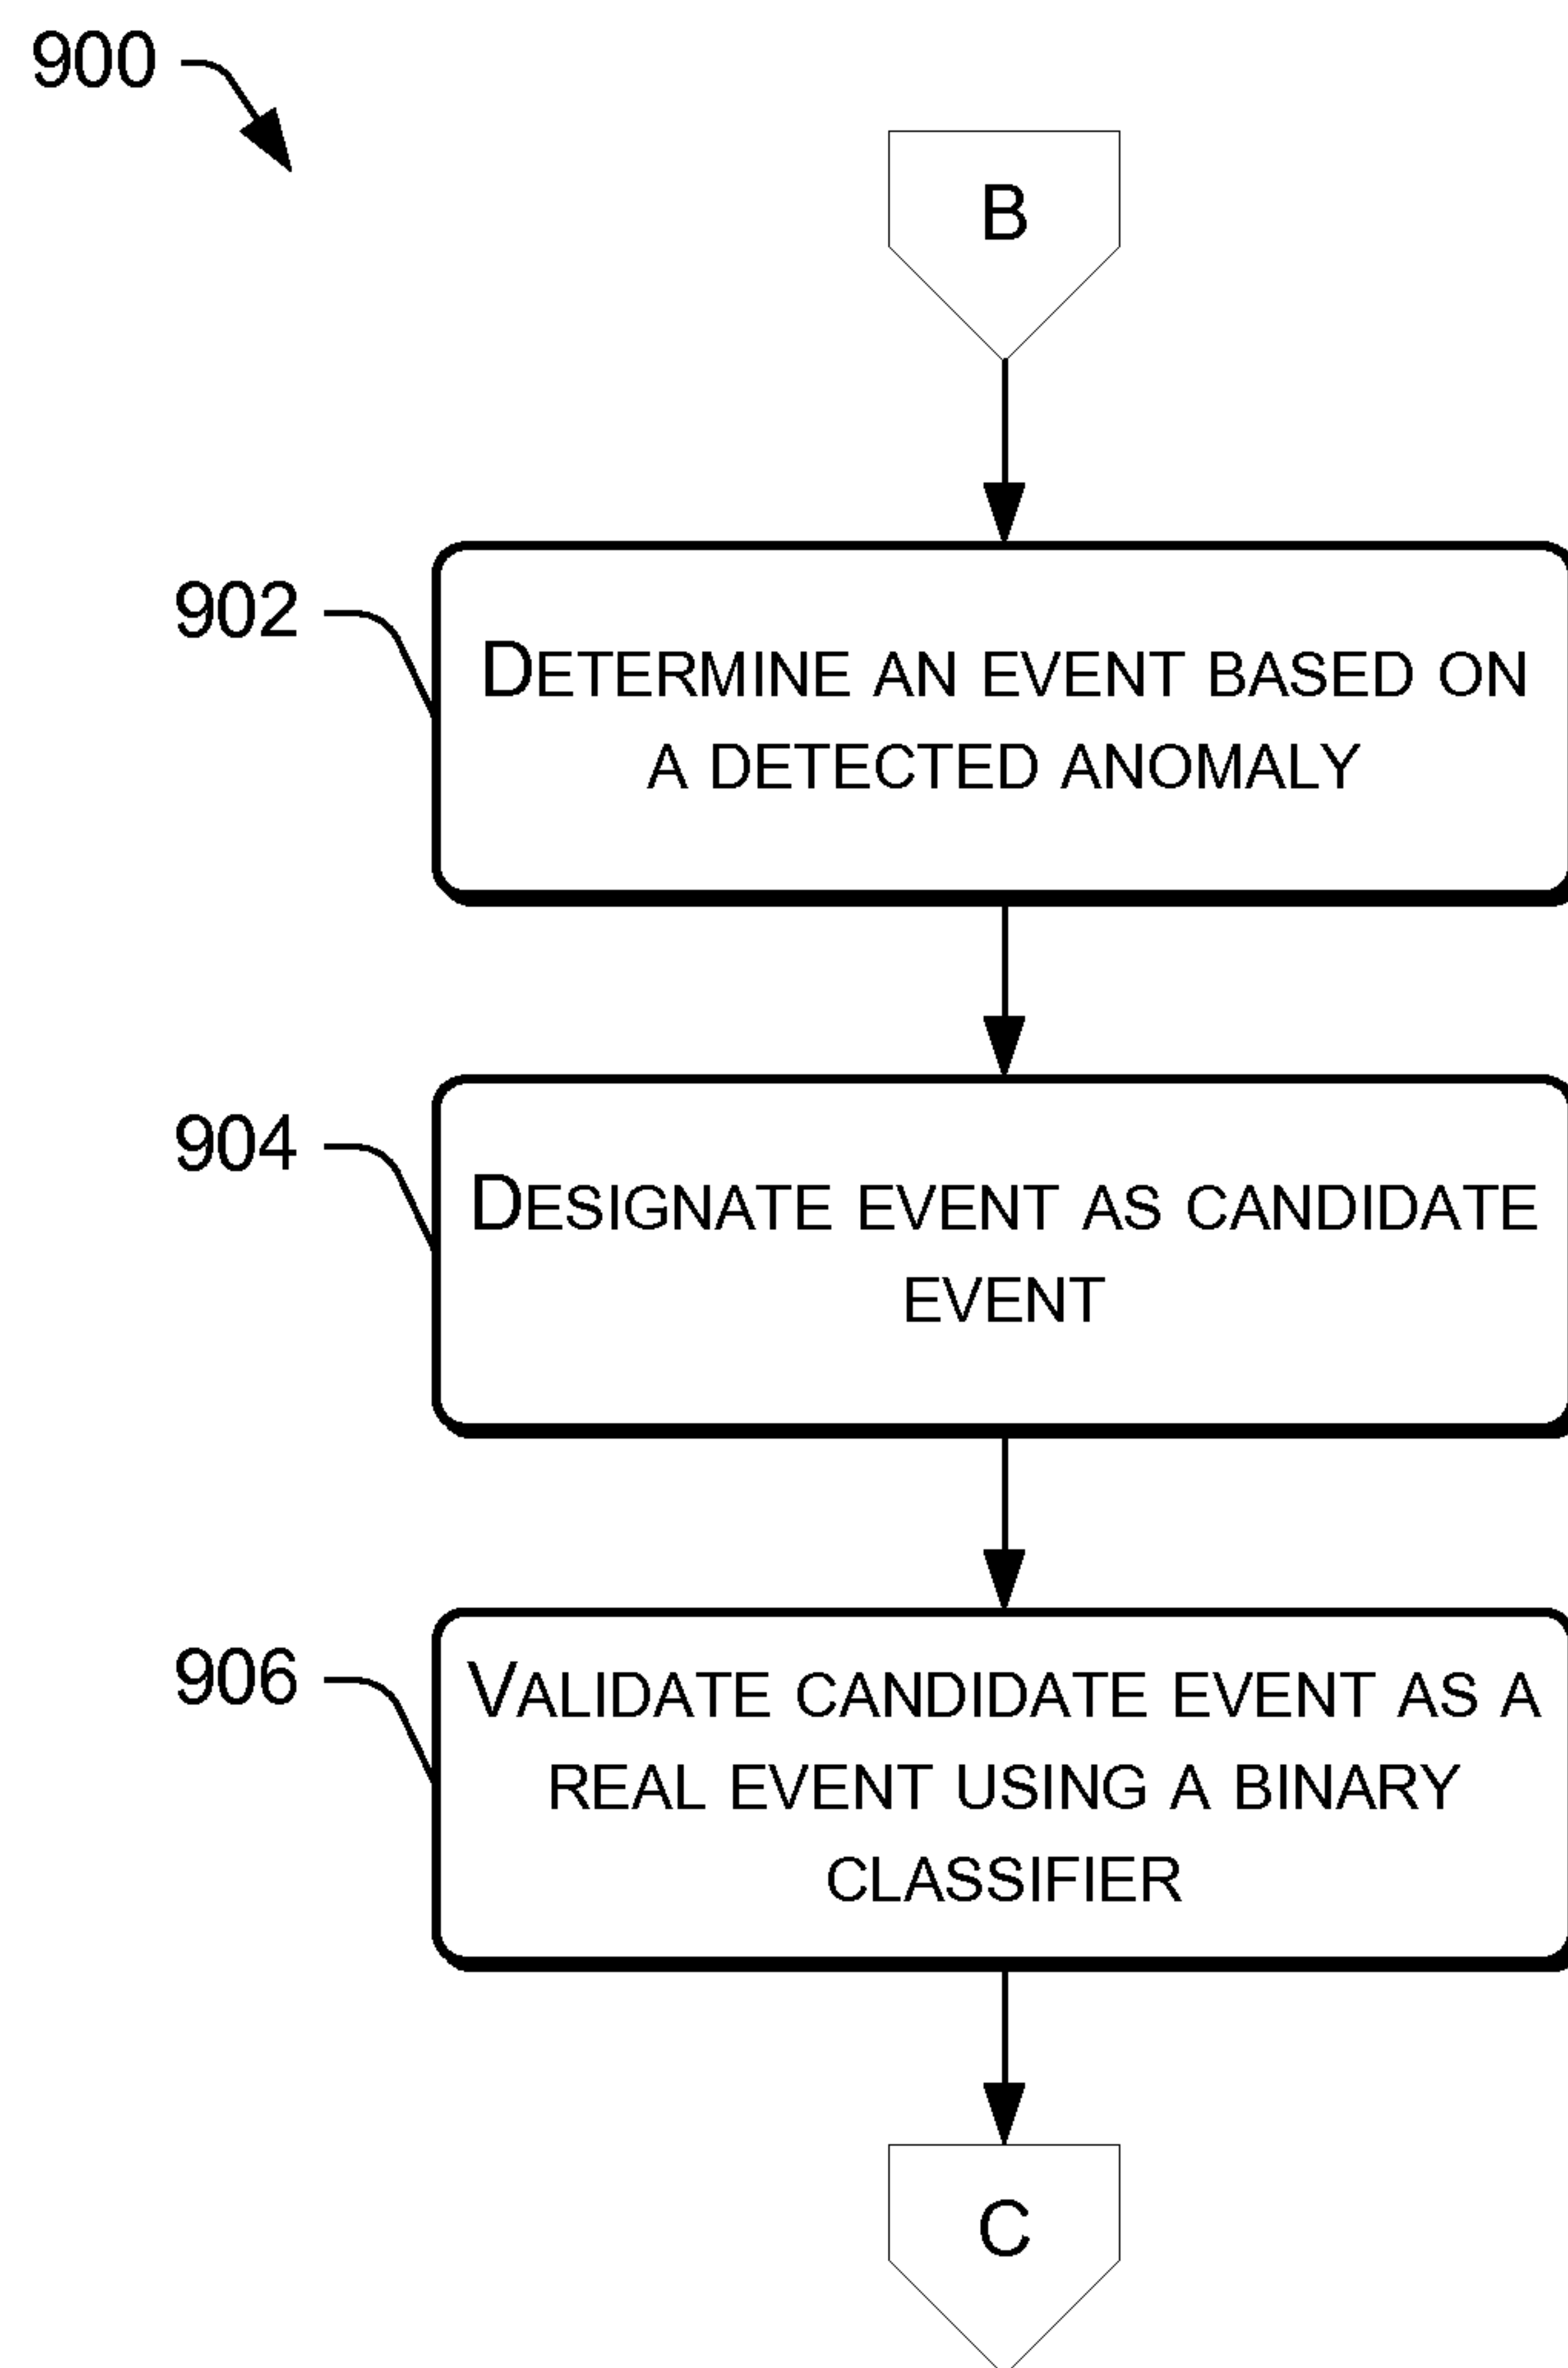 900
B
902
DETERMINE AN EVENT BASED ON
A DETECTED ANOMALY
904
DESIGNATE EVENT AS CANDIDATE
EVENT
906
VALIDATE CANDIDATE EVENT AS A
REAL EVENT USING A BINARY
CLASSIFIER
C